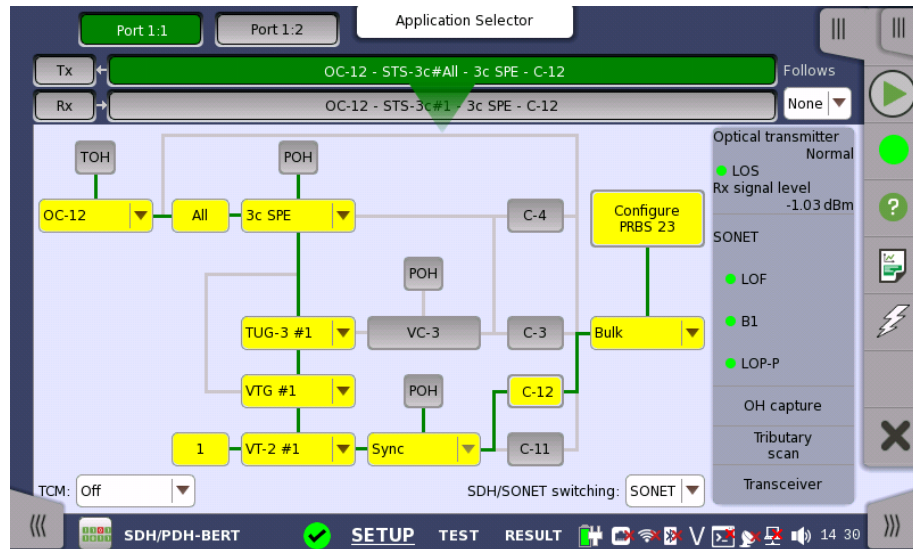 Port 1:1
Port 1:2
Application Selector
Tx
OC-12 - STS-3c#All - 3c SPE - C-12
Follows
Rx
OC-12 - STS-3c#1 - 3c SPE - C-12
None
TOH
POH
OC-12
All
3c SPE
C-4
Configure
PRBS 23
POH
TUG-3 #1
VC-3
C-3
Bulk
VTG #1
POH
C-12
1
VT-2 #1
Sync
C-11
TCM:
Off
SDH/SONET switching:
SONET
Optical transmitter
Normal
LOS
Rx signal level
-1.03 dBm
SONET
LOF
B1
LOP-P
OH capture
Tributary
scan
Transceiver
?
SDH/PDH-BERT
SETUP
TEST
RESULT
V
14 30